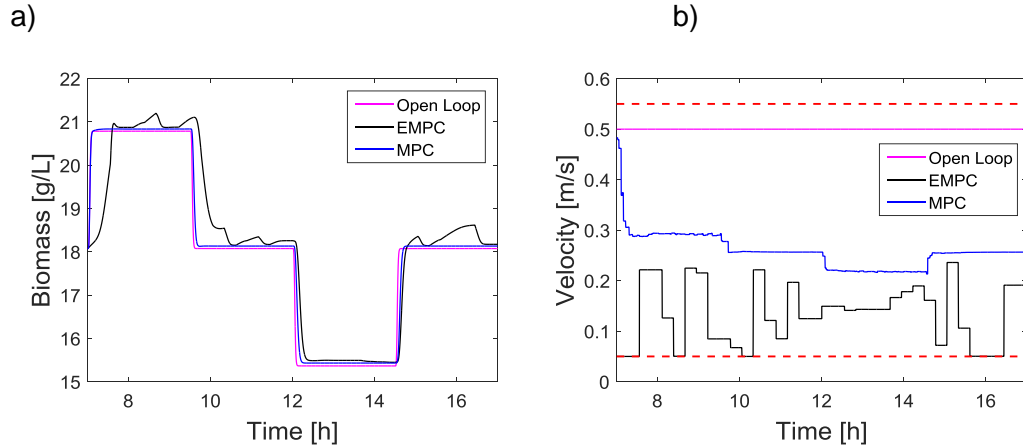 a)
b)
22
21
20
19
18
17
16
15
Biomass [g/L]
Open Loop
EMPC
MPC
8
10
12
14
16
Time [h]
0.6
0.5
0.4
0.3
0.2
0.1
0
Velocity [m/s]
Open Loop
EMPC
MPC
8
10
12
14
16
Time [h]